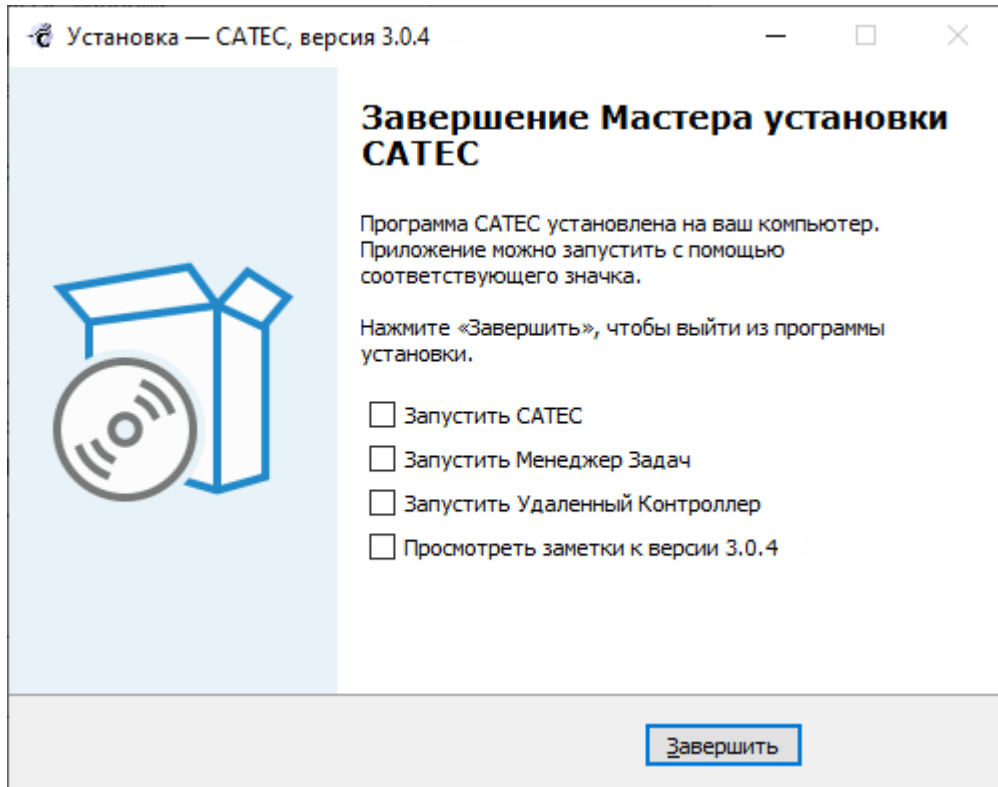 Установка — CATEC, версия 3.0.4
Завершение Мастера установки
CATEC
Программа CATEC установлена на ваш компьютер.
Приложение можно запустить с помощью
соответствующего значка.
Нажмите «Завершить», чтобы выйти из программы
установки.
Запустить CATEC
Запустить Менеджер Задач
Запустить Удаленный Контроллер
Просмотреть заметки к версии 3.0.4
Завершить